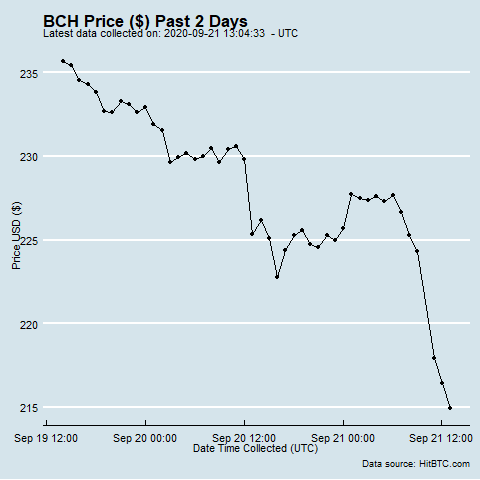 BCH Price ($) Past 2 Days
Latest data collected on: 2020-09-21 13:04:33  - UTC
235
230
225
220
215
Price USD ($)
Sep 19 12:00 Sep 20 00:00 Sep 20 12:00 Sep 21 00:00 Sep 21 12:00
Date Time Collected (UTC)
Data source: HitBTC.com